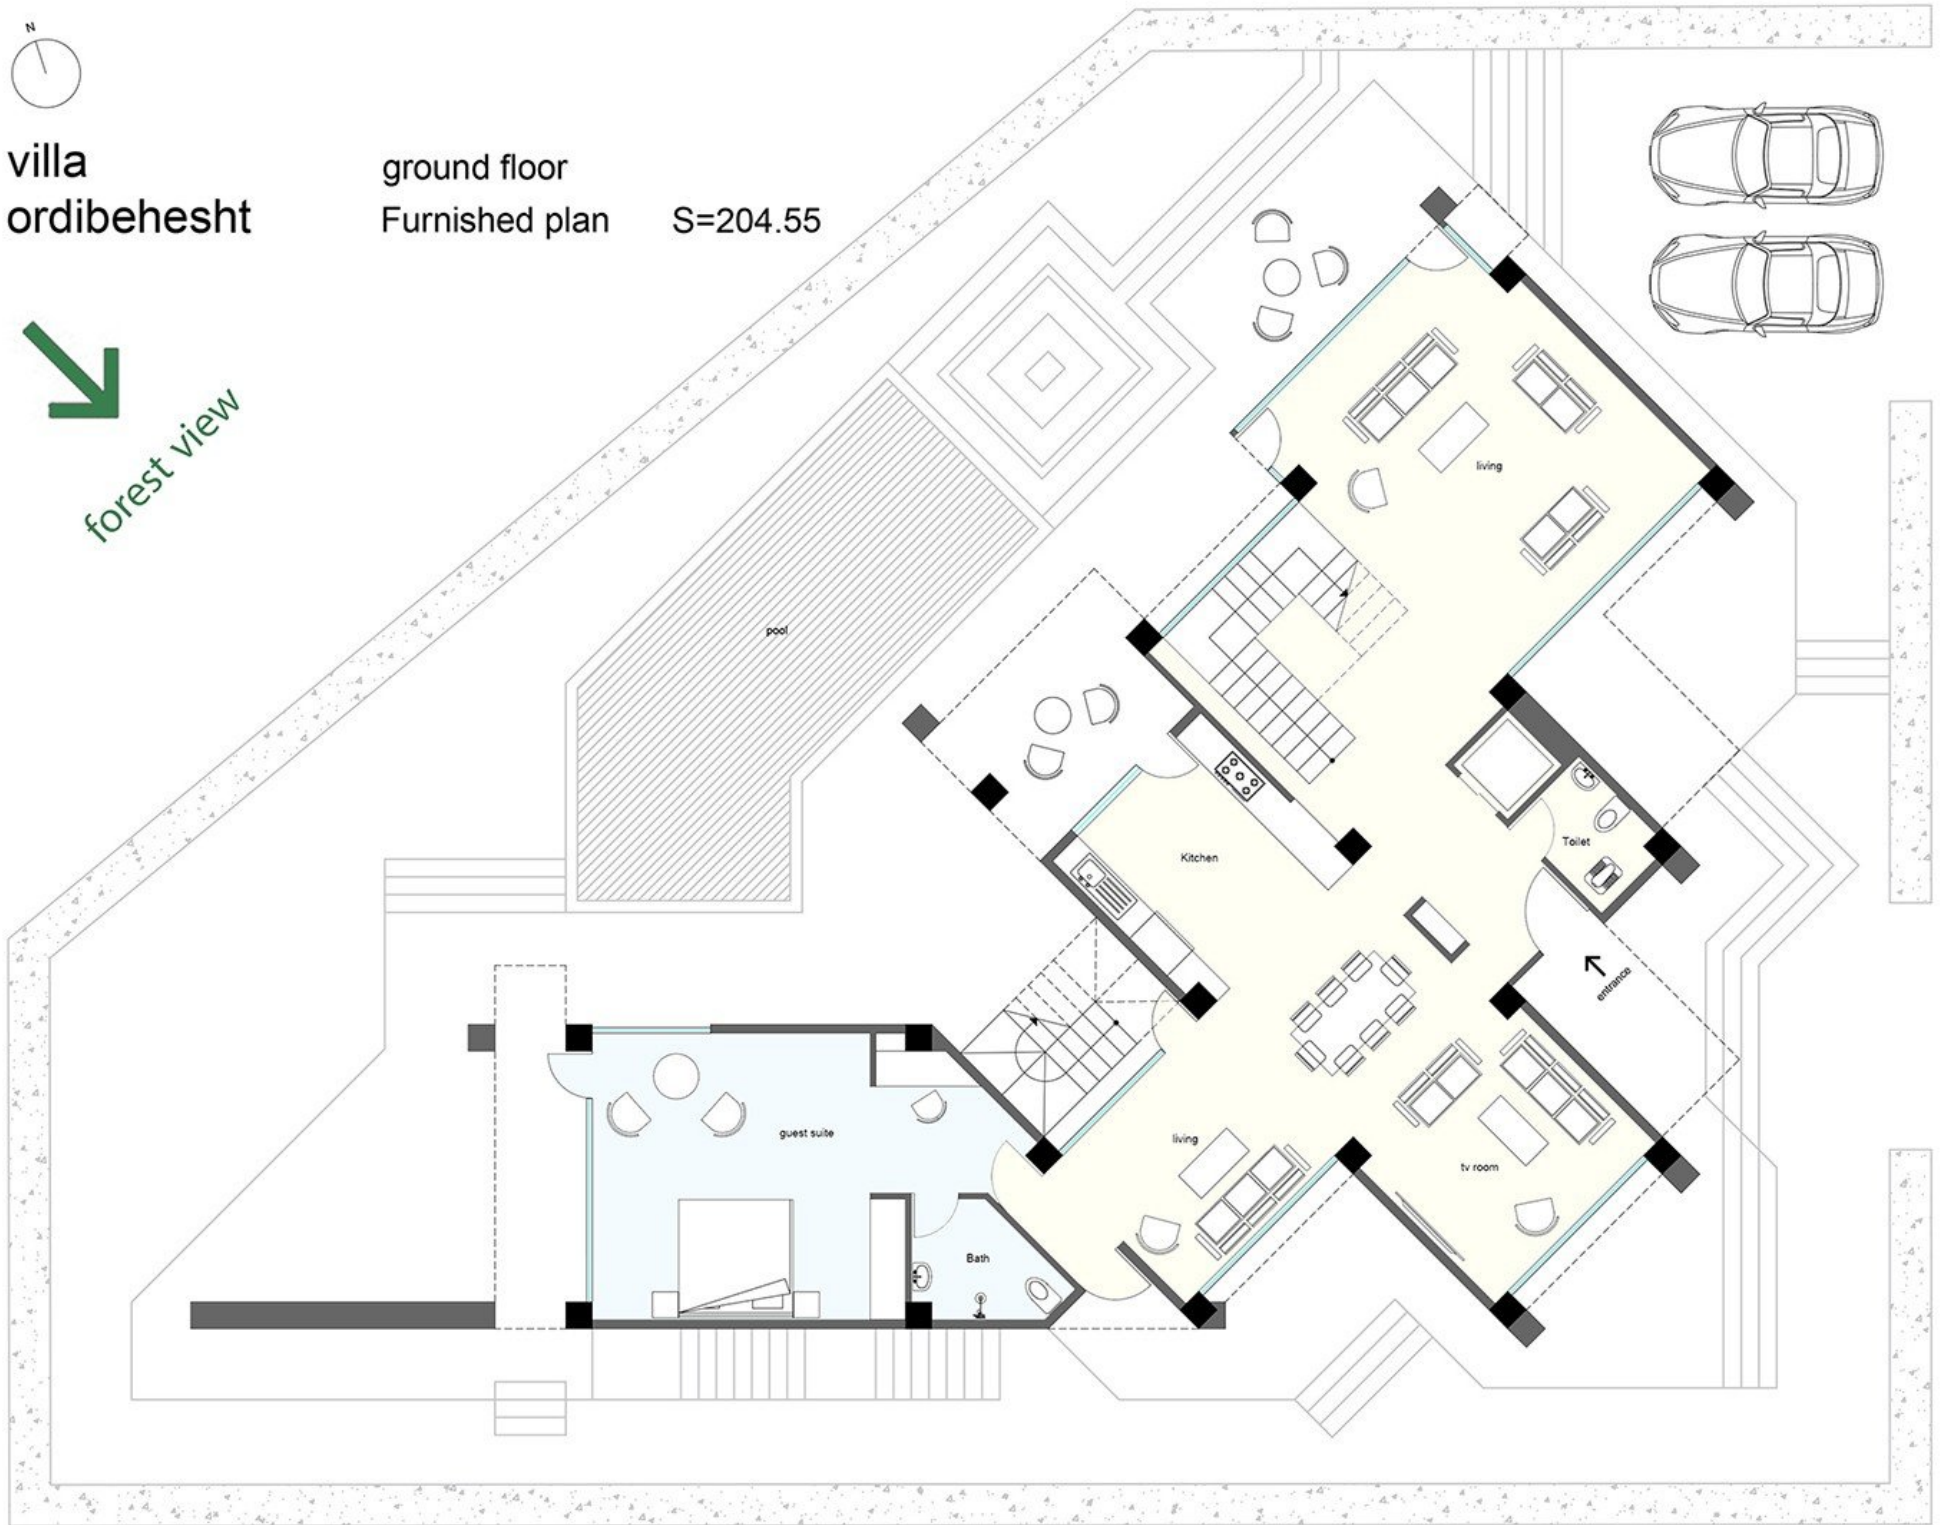 N
villa
ordibehesht
ground floor
Furnished plan S=204.55
forest view
living
pool
Toilet
Kitchen
entrance
guest suite
living
tv room
Bath